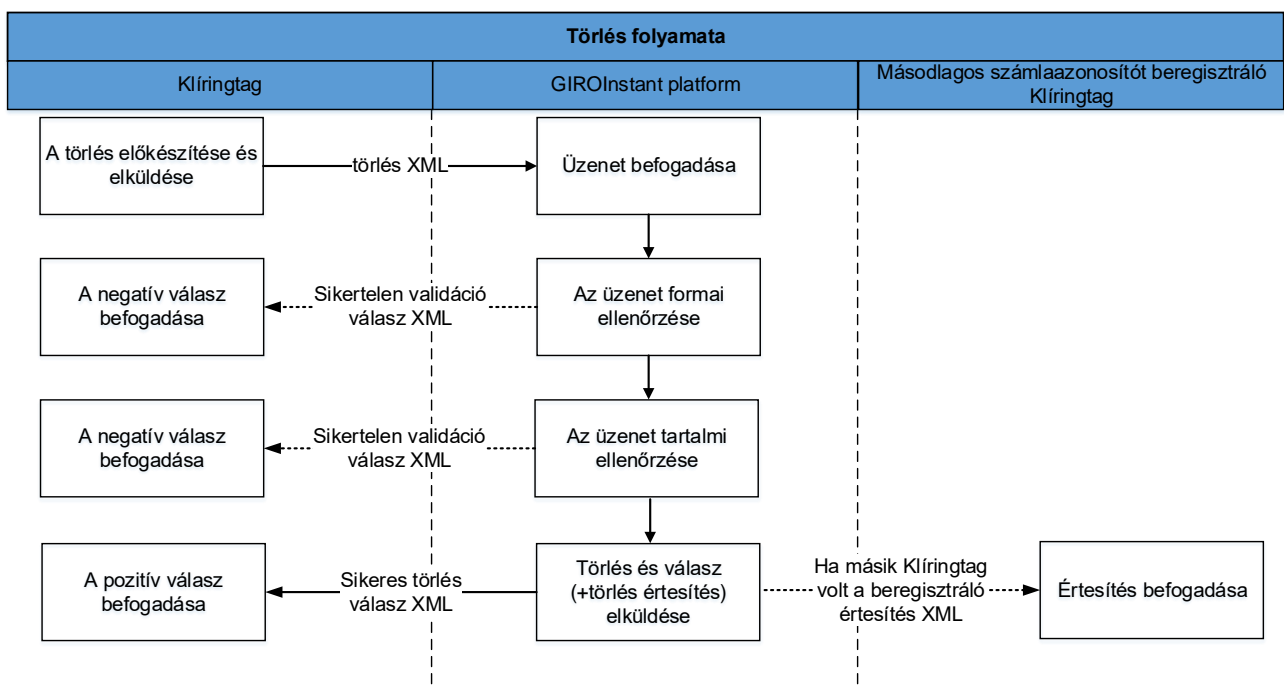 Törlés folyamata
Klíringtag
GIROInstant platform
Másodlagos számlaazonosítót beregisztráló
Klíringtag
A törlés előkészítése és
elküldése
törlés XML
Üzenet befogadása
A negatív válasz
befogadása
Sikertelen validáció
válasz XML
Az üzenet formai
ellenőrzése
A negatív válasz
befogadása
Sikertelen validáció
válasz XML
Az üzenet tartalmi
ellenőrzése
A pozitív válasz
befogadása
Sikeres törlés
válasz XML
Törlés és válasz
(+törlés értesítés)
elküldése
Ha másik Klíringtag
volt a beregisztráló
értesítés XML
Értesítés befogadása